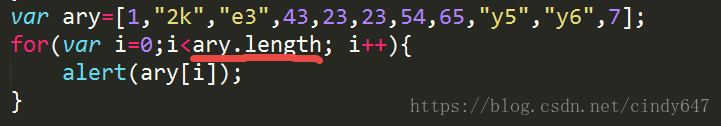 var ary=[1,"2k","e3",43,23,23,54,65,"y5","y6",7];
for(var i=0;i<ary.length; i++){
    alert(ary[i]);
}
https://blog.csdn.net/cindy647